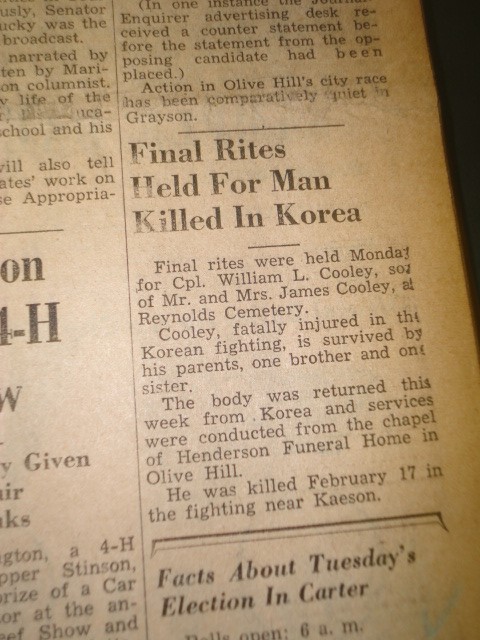 usly, Senator
ucky was the
broadcast.
narrated by
ten by Mari-
on columnist.
life of the
school and his
will also tell
ates' work on
se Appropria-
on
4-H
W
y Given
air
aks
gton, a 4-H
pper Stinson,
prize of a Car
or at the an-
eef Show and
(In one instance the Journal-
Enquirer advertising desk re-
ceived a counter statement be-
fore the statement from the op-
posing candidate had been
placed.)
Action in Olive Hill's city race
has been comparatively quiet in
Grayson.
Final Rites
Held For Man
Killed In Korea
Final rites were held Monday
for Cpl. William L. Cooley, son
of Mr. and Mrs. James Cooley, at
Reynolds Cemetery.
Cooley, fatally injured in the
Korean fighting, is survived by
his parents, one brother and one
sister.
The body was returned this
week from Korea and services
were conducted from the chapel
of Henderson Funeral Home in
Olive Hill.
He was killed February 17 in
the fighting near Kaeson.
Facts About Tuesday's
Election In Carter
Polls open: 6 a. m.